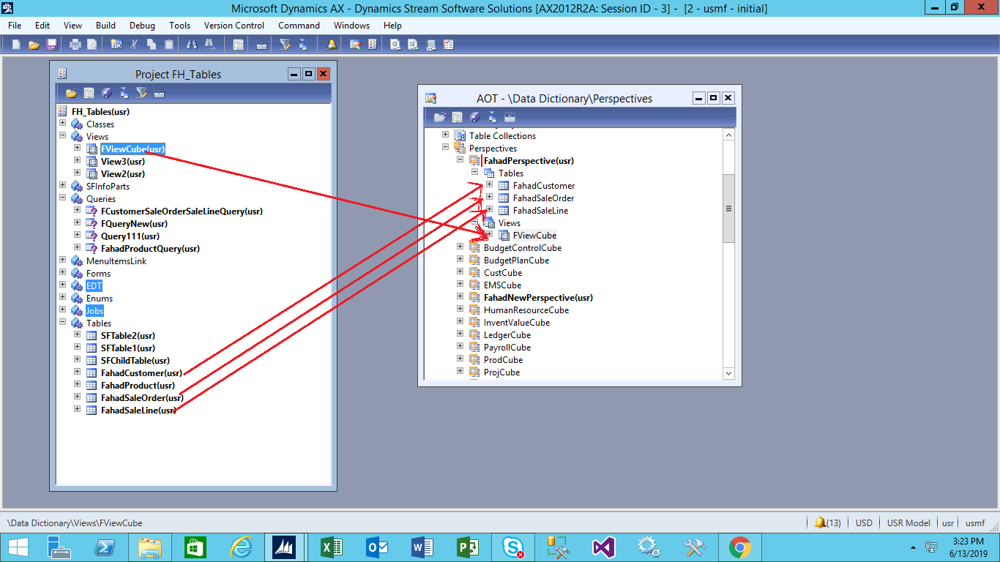 Microsoft Dynamics AX - Dynamics Stream Software Solutions [AX2012R2A: Session ID - 3] - [2 - usmf - initial]
File Edit View Build Debug Tools Version Control Command Windows Help
Project FH_Tables
FH_Tables(usr)
Classes
Views
FViewCube(usr)
View3(usr)
View2(usr)
SFInfoParts
Queries
FCustomerSaleOrderSaleLineQuery(usr)
FQueryNew(usr)
Query111(usr)
FahadProductQuery(usr)
MenuItemsLink
Forms
EDT
Enums
Jobs
Tables
SFTable2(usr)
SFTable1(usr)
SFChildTable(usr)
FahadCustomer(usr)
FahadProduct(usr)
FahadSaleOrder(usr)
FahadSaleLine(usr)
AOT - \Data Dictionary\Perspectives
Table Collections
Perspectives
FahadPerspective(usr)
Tables
FahadCustomer
FahadSaleOrder
FahadSaleLine
Views
FViewCube
BudgetControlCube
BudgetPlanCube
CustCube
EMSCube
FahadNewPerspective(usr)
HumanResourceCube
InventValueCube
LedgerCube
PayrollCube
ProdCube
ProjCube
\Data Dictionary\Views\FViewCube
(13) USD USR Model usr usmf
3:23 PM
6/13/2019